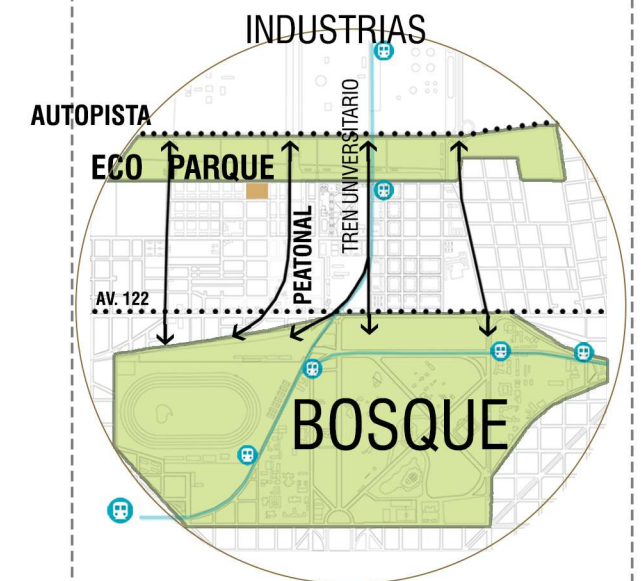 INDUSTRIAS
AUTOPISTA
ECO PARQUE
TREN UNIVERSITARIO
PEATONAL
AV. 122
BOSQUE